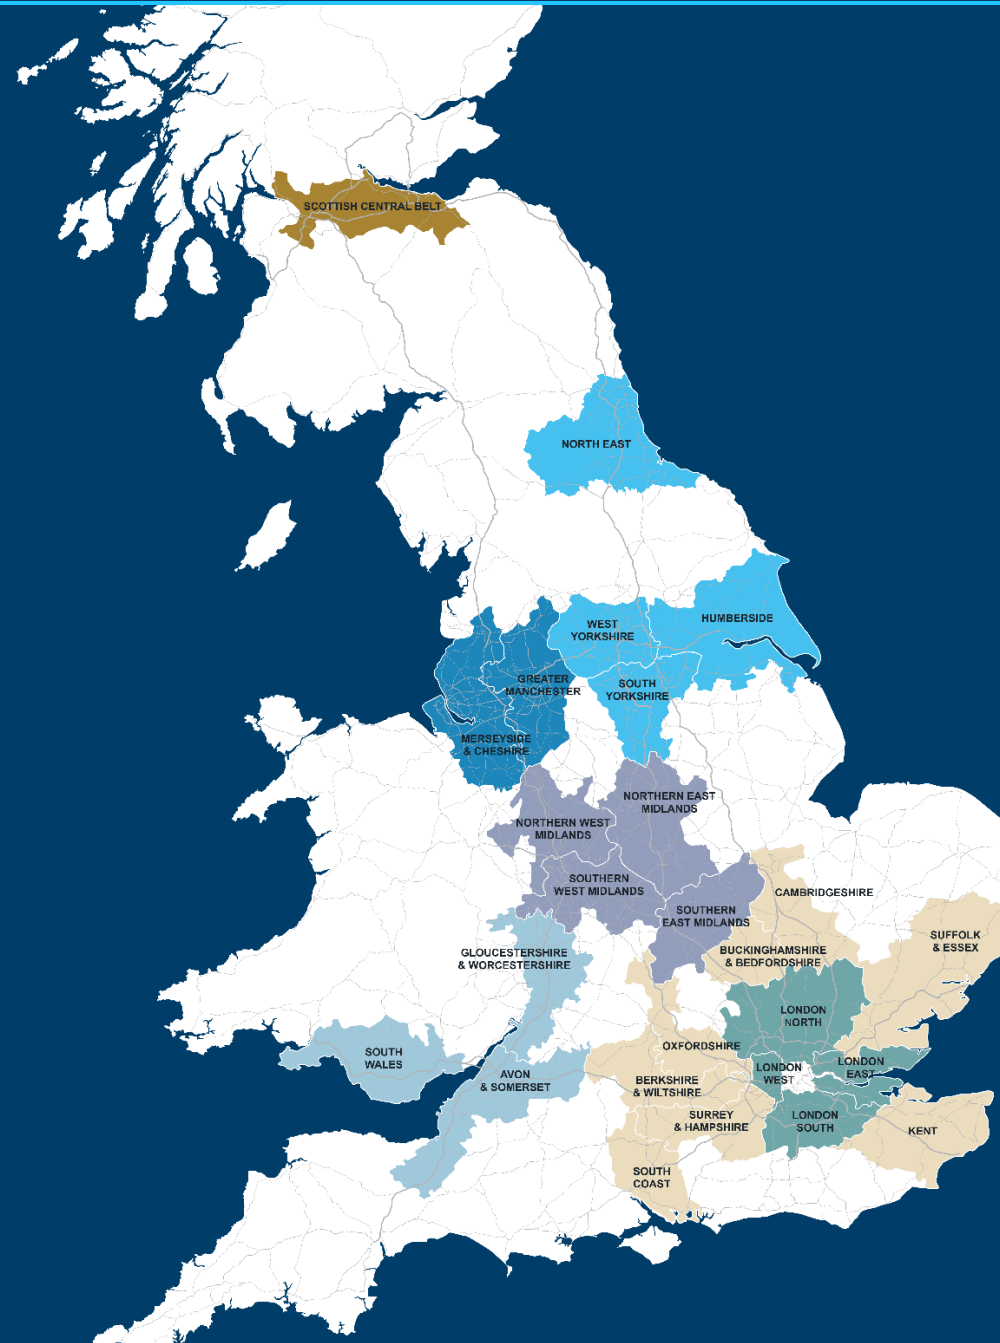 SCOTTISH CENTRAL BELT
NORTH EAST
HUMBERSIDE
WEST
YORKSHIRE
SOUTH
YORKSHIRE
GREATER
MANCHESTER
MERSEYSIDE
& CHESHIRE
NORTHERN EAST
MIDLANDS
NORTHERN WEST
MIDLANDS
SOUTHERN
WEST MIDLANDS
CAMBRIDGESHIRE
SOUTHERN
EAST MIDLANDS
SUFFOLK
& ESSEX
BUCKINGHAMSHIRE
& BEDFORDSHIRE
GLOUCESTERSHIRE
& WORCESTERSHIRE
LONDON
NORTH
OXFORDSHIRE
SOUTH
WALES
LONDON
EAST
LONDON
WEST
AVON
& SOMERSET
BERKSHIRE
& WILTSHIRE
SURREY
& HAMPSHIRE
LONDON
SOUTH
KENT
SOUTH
COAST